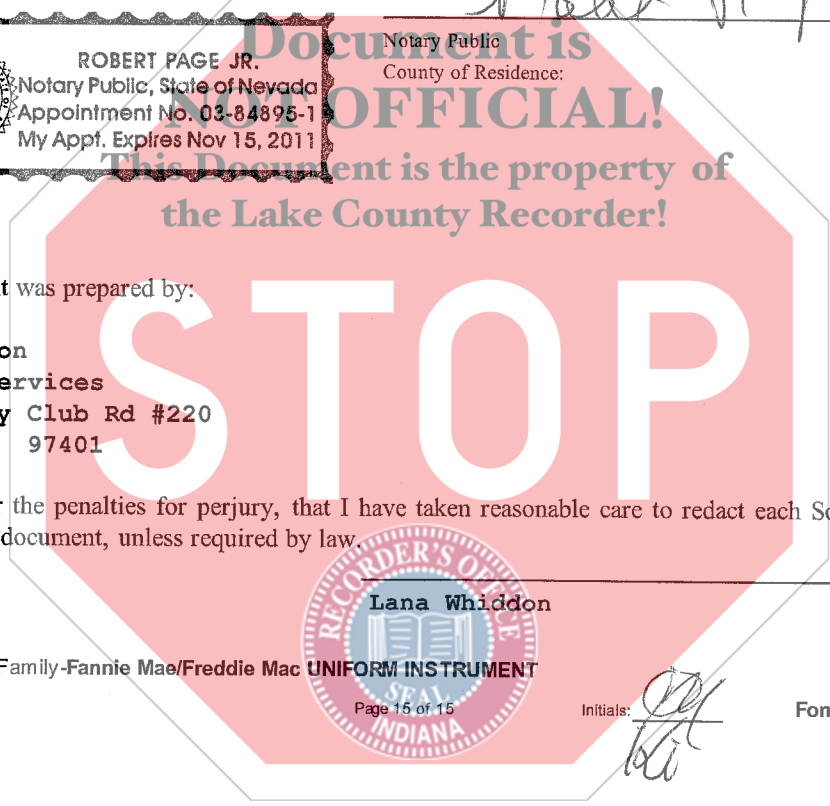 Document is
Notary Public
County of Residence:
NOT OFFICIAL!
ROBERT PAGE JR.
Notary Public, State of Nevada
Appointment No. 03-84895-1
My Appt. Expires Nov 15, 2011
This Document is the property of
the Lake County Recorder!
t was prepared by:
STOP
on
ervices
y Club Rd #220
97401
r the penalties for perjury, that I have taken reasonable care to redact each So
document, unless required by law.
RECORDER'S OFFICE
Lana Whiddon
Family-Fannie Mae/Freddie Mac UNIFORM INSTRUMENT
SEAL
Page 15 of 15
Initials:
INDIANA